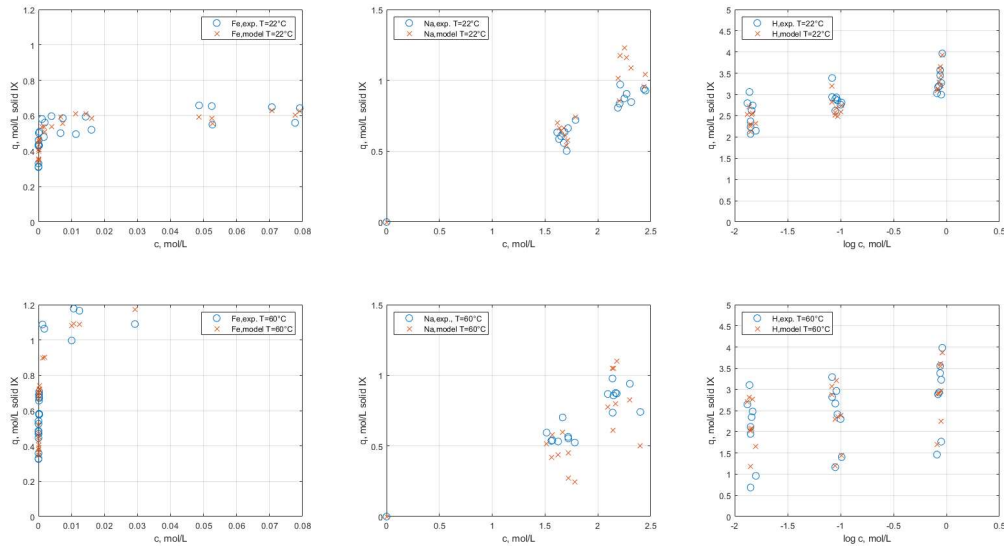 1.2
1
0.8
0.6
0.4
0.2
0
q, mol/L solid IX
0 0.01 0.02 0.03 0.04 0.05 0.06 0.07 0.08
c, mol/L
Fe,exp. T=22°C
Fe,model T=22°C
1.5
1
0.5
0
q, mol/L solid IX
0 0.5 1 1.5 2 2.5
c, mol/L
Na,exp. T=22°C
Na,model T=22°C
5
4.5
4
3.5
3
2.5
2
1.5
1
0.5
0
q, mol/L solid IX
-2 -1.5 -1 -0.5 0 0.5
log c, mol/L
H,exp. T=22°C
H,model T=22°C
1.2
1
0.8
0.6
0.4
0.2
0
q, mol/L solid IX
0 0.01 0.02 0.03 0.04 0.05 0.06 0.07 0.08
c, mol/L
Fe,exp. T=60°C
Fe,model T=60°C
1.5
1
0.5
0
q, mol/L solid IX
0 0.5 1 1.5 2 2.5
c, mol/L
Na,exp., T=60°C
Na,model T=60°C
5
4.5
4
3.5
3
2.5
2
1.5
1
0.5
0
q, mol/L solid IX
-2 -1.5 -1 -0.5 0 0.5
log c, mol/L
H,exp. T=60°C
H,model T=60°C